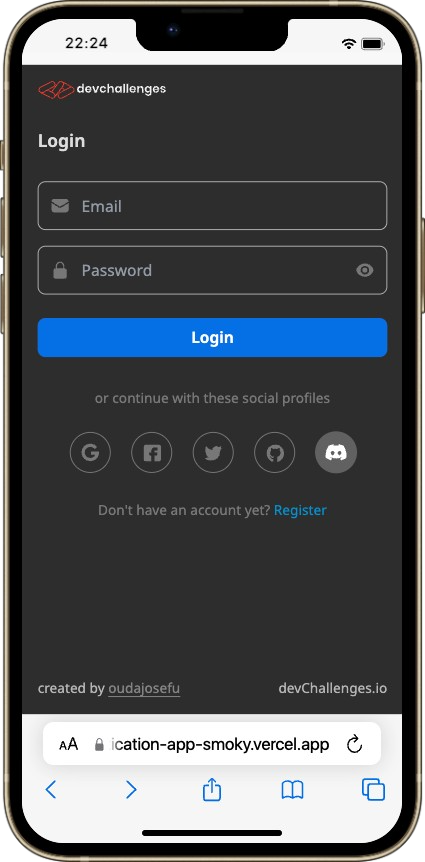 22:24
devchallenges
Login
Email
Password
Login
or continue with these social profiles
Don't have an account yet? Register
created by oudajosefu
devChallenges.io
AA
ication-app-smoky.vercel.app